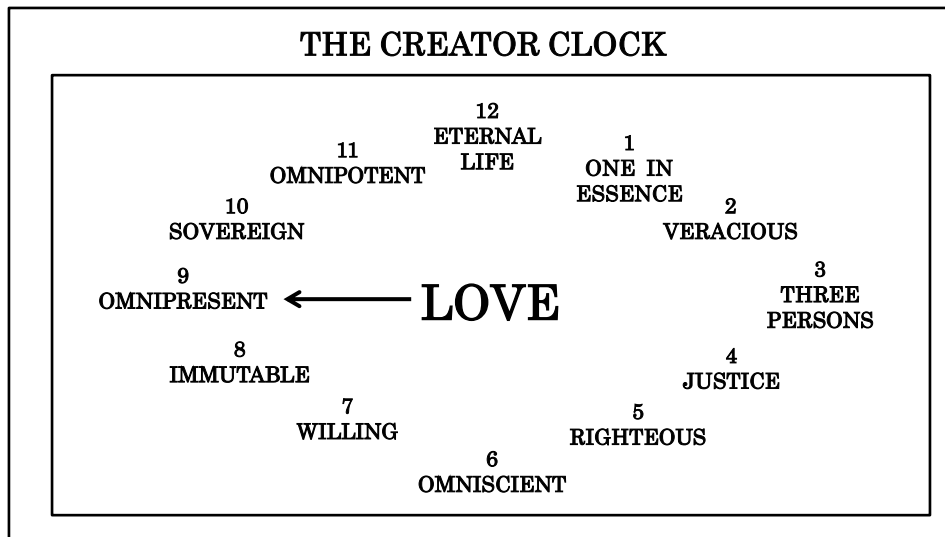 THE CREATOR CLOCK
12
ETERNAL
LIFE
1
ONE IN
ESSENCE
2
VERACIOUS
3
THREE
PERSONS
4
JUSTICE
5
RIGHTEOUS
6
OMNISCIENT
7
WILLING
8
IMMUTABLE
9
OMNIPRESENT
10
SOVEREIGN
11
OMNIPOTENT
LOVE